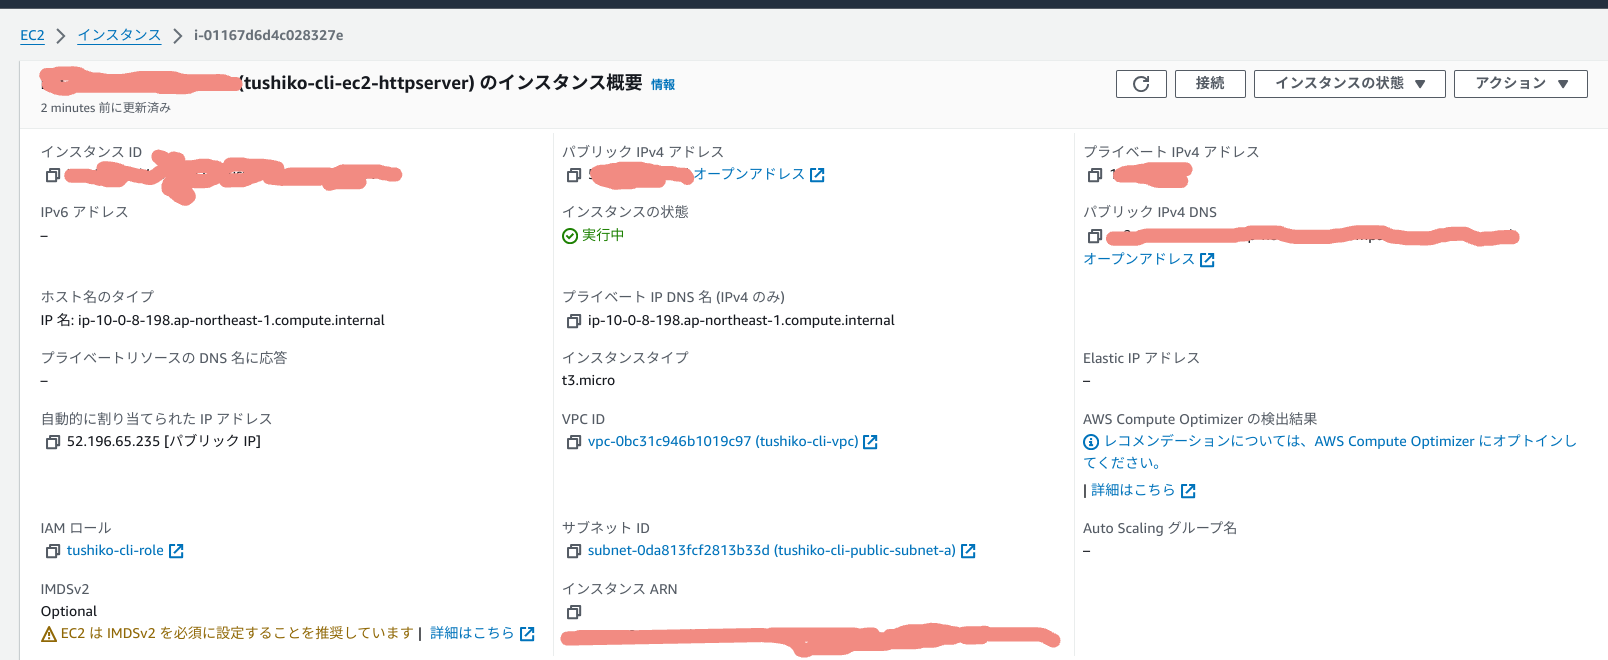 EC2 > インスタンス > i-01167d6d4c028327e
(tushiko-cli-ec2-httpserver) のインスタンス概要 情報
2 minutes 前に更新済み
接続
インスタンスの状態 ▼
アクション ▼
インスタンス ID
パブリック IPv4 アドレス
オープンアドレス
プライベート IPv4 アドレス
IPv6 アドレス
–
インスタンスの状態
実行中
パブリック IPv4 DNS
オープンアドレス
ホスト名のタイプ
IP 名: ip-10-0-8-198.ap-northeast-1.compute.internal
プライベート IP DNS 名 (IPv4 のみ)
ip-10-0-8-198.ap-northeast-1.compute.internal
プライベートリソースの DNS 名に応答
–
インスタンスタイプ
t3.micro
Elastic IP アドレス
–
自動的に割り当てられた IP アドレス
52.196.65.235 [パブリック IP]
VPC ID
vpc-0bc31c946b1019c97 (tushiko-cli-vpc)
AWS Compute Optimizer の検出結果
レコメンデーションについては、AWS Compute Optimizer にオプトインし
てください。
| 詳細はこちら
IAM ロール
tushiko-cli-role
サブネット ID
subnet-0da813fcf2813b33d (tushiko-cli-public-subnet-a)
Auto Scaling グループ名
–
IMDSv2
Optional
EC2 は IMDSv2 を必須に設定することを推奨しています | 詳細はこちら
インスタンス ARN